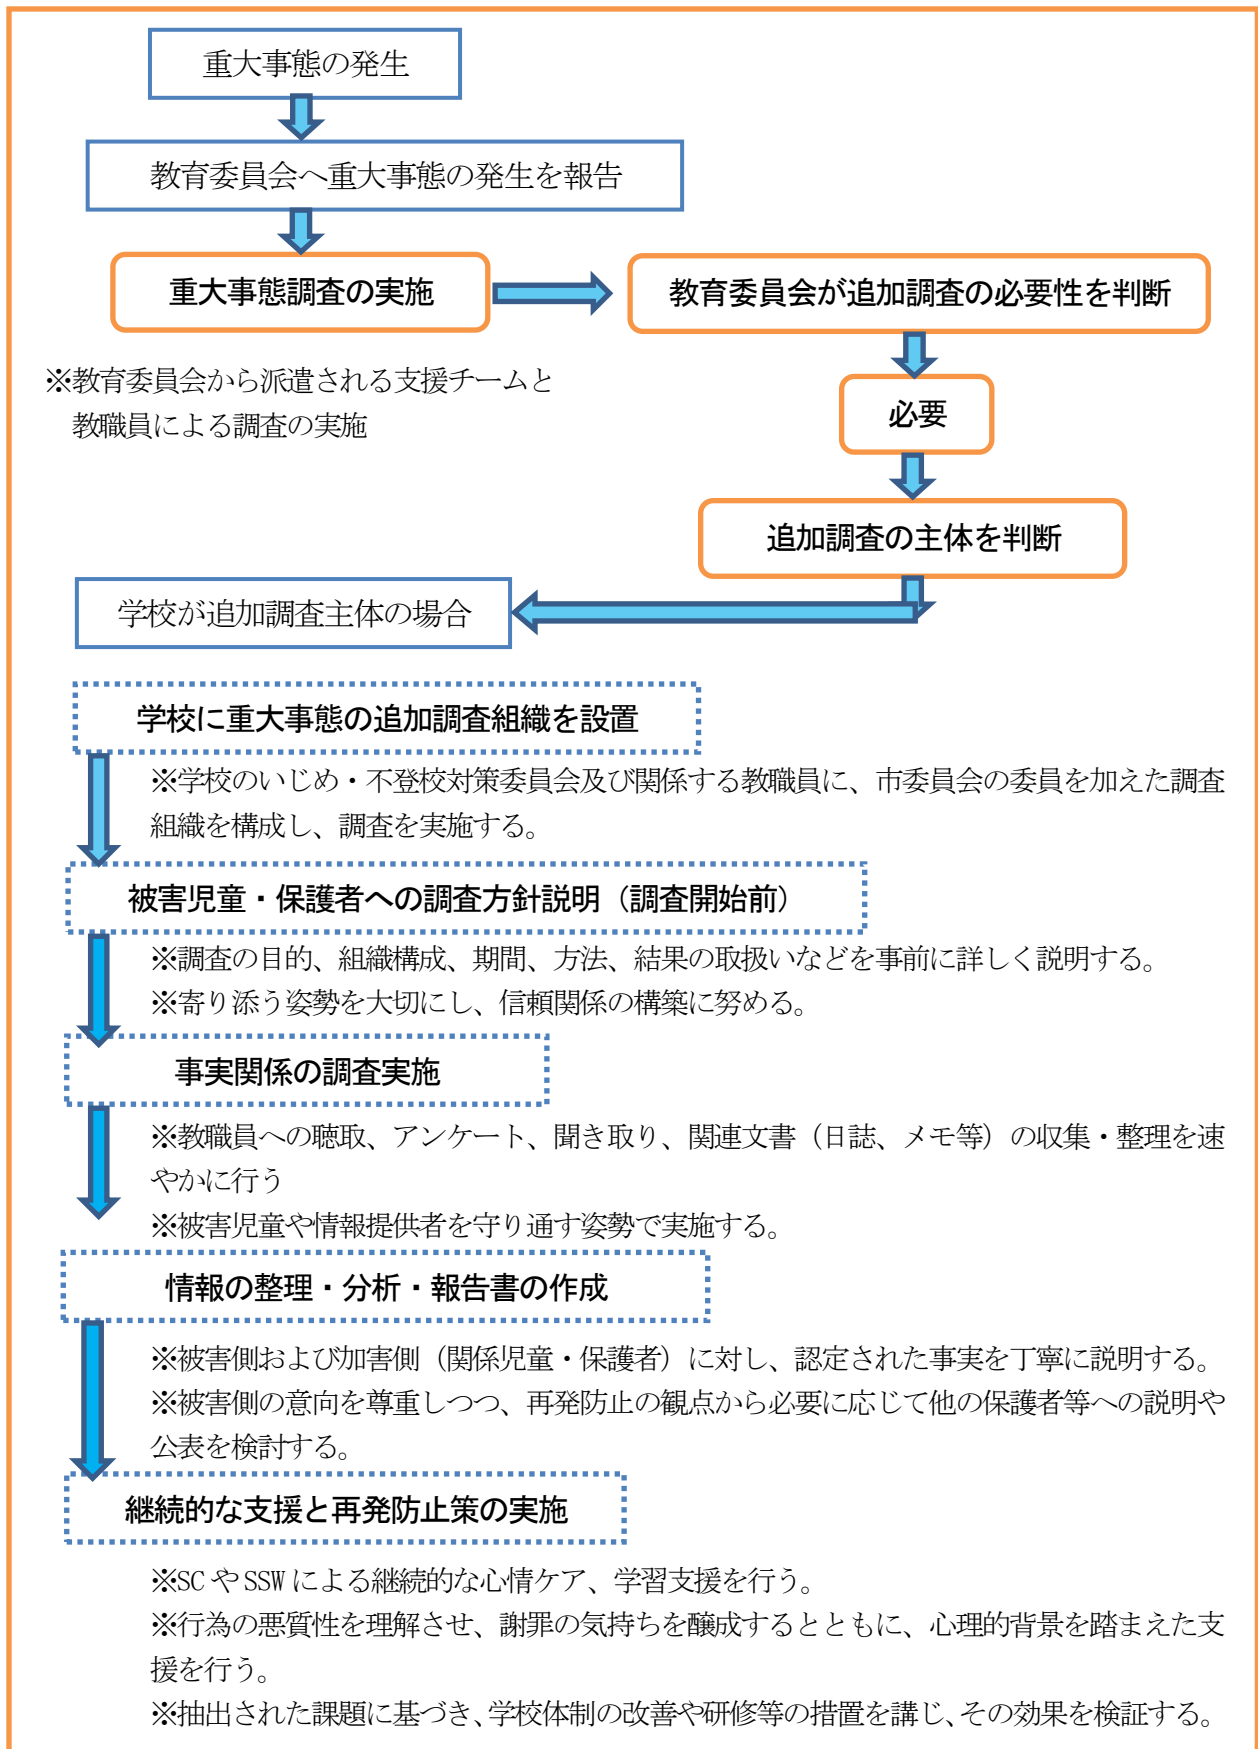 重大事態の発生
教育委員会へ重大事態の発生を報告
重大事態調査の実施
教育委員会が追加調査の必要性を判断
※教育委員会から派遣される支援チームと
教職員による調査の実施
必要
追加調査の主体を判断
学校が追加調査主体の場合
学校に重大事態の追加調査組織を設置
※学校のいじめ・不登校対策委員会及び関係する教職員に、市委員会の委員を加えた調査
組織を構成し、調査を実施する。
被害児童・保護者への調査方針説明（調査開始前）
※調査の目的、組織構成、期間、方法、結果の取扱いなどを事前に詳しく説明する。
※寄り添う姿勢を大切にし、信頼関係の構築に努める。
事実関係の調査実施
※教職員への聴取、アンケート、聞き取り、関連文書（日誌、メモ等）の収集・整理を速
やかに行う
※被害児童や情報提供者を守り通す姿勢で実施する。
情報の整理・分析・報告書の作成
※被害側および加害側（関係児童・保護者）に対し、認定された事実を丁寧に説明する。
※被害側の意向を尊重しつつ、再発防止の観点から必要に応じて他の保護者等への説明や
公表を検討する。
継続的な支援と再発防止策の実施
※SC や SSW による継続的な心情ケア、学習支援を行う。
※行為の悪質性を理解させ、謝罪の気持ちを醸成するとともに、心理的背景を踏まえた支
援を行う。
※抽出された課題に基づき、学校体制の改善や研修等の措置を講じ、その効果を検証する。